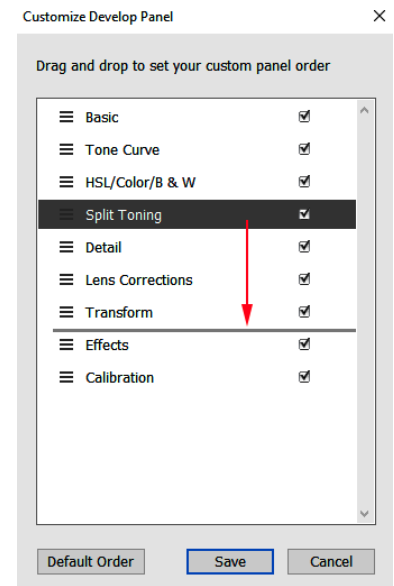 Customize Develop Panel
Drag and drop to set your custom panel order
Basic
Tone Curve
HSL/Color/B & W
Split Toning
Detail
Lens Corrections
Transform
Effects
Calibration
Default Order Save Cancel